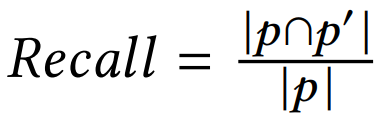 Recall = |p∩p′| / |p|